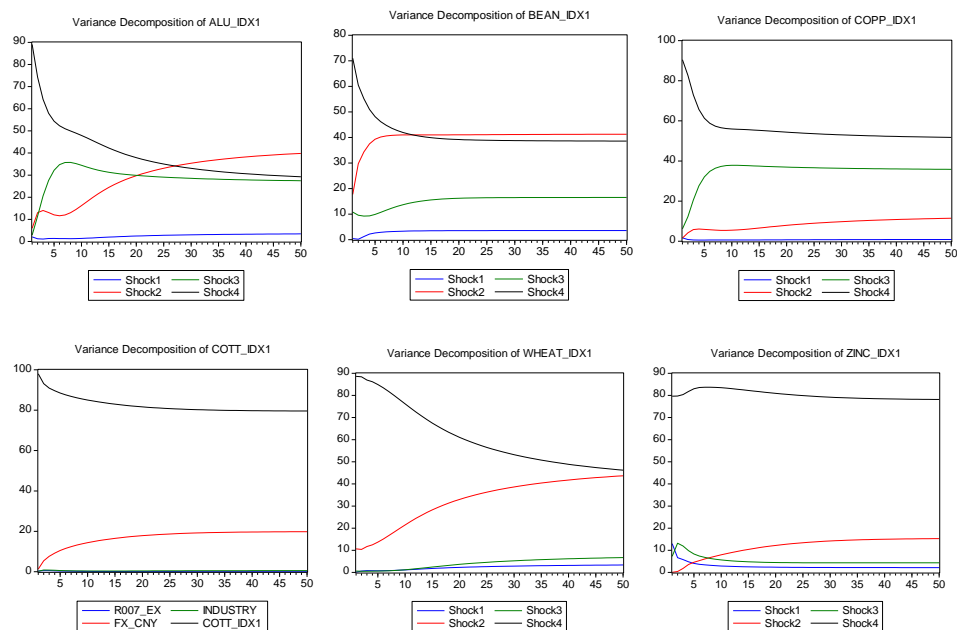 Variance Decomposition of ALU_IDX1
90
80
70
60
50
40
30
20
10
0
5 10 15 20 25 30 35 40 45 50
Shock1 Shock3
Shock2 Shock4
Variance Decomposition of BEAN_IDX1
80
70
60
50
40
30
20
10
0
5 10 15 20 25 30 35 40 45 50
Shock1 Shock3
Shock2 Shock4
Variance Decomposition of COPP_IDX1
100
80
60
40
20
0
5 10 15 20 25 30 35 40 45 50
Shock1 Shock3
Shock2 Shock4
Variance Decomposition of COTT_IDX1
100
80
60
40
20
0
5 10 15 20 25 30 35 40 45 50
R007_EX INDUSTRY
FX_CNY COTT_IDX1
Variance Decomposition of WHEAT_IDX1
90
80
70
60
50
40
30
20
10
0
5 10 15 20 25 30 35 40 45 50
Shock1 Shock3
Shock2 Shock4
Variance Decomposition of ZINC_IDX1
90
80
70
60
50
40
30
20
10
0
5 10 15 20 25 30 35 40 45 50
Shock1 Shock3
Shock2 Shock4